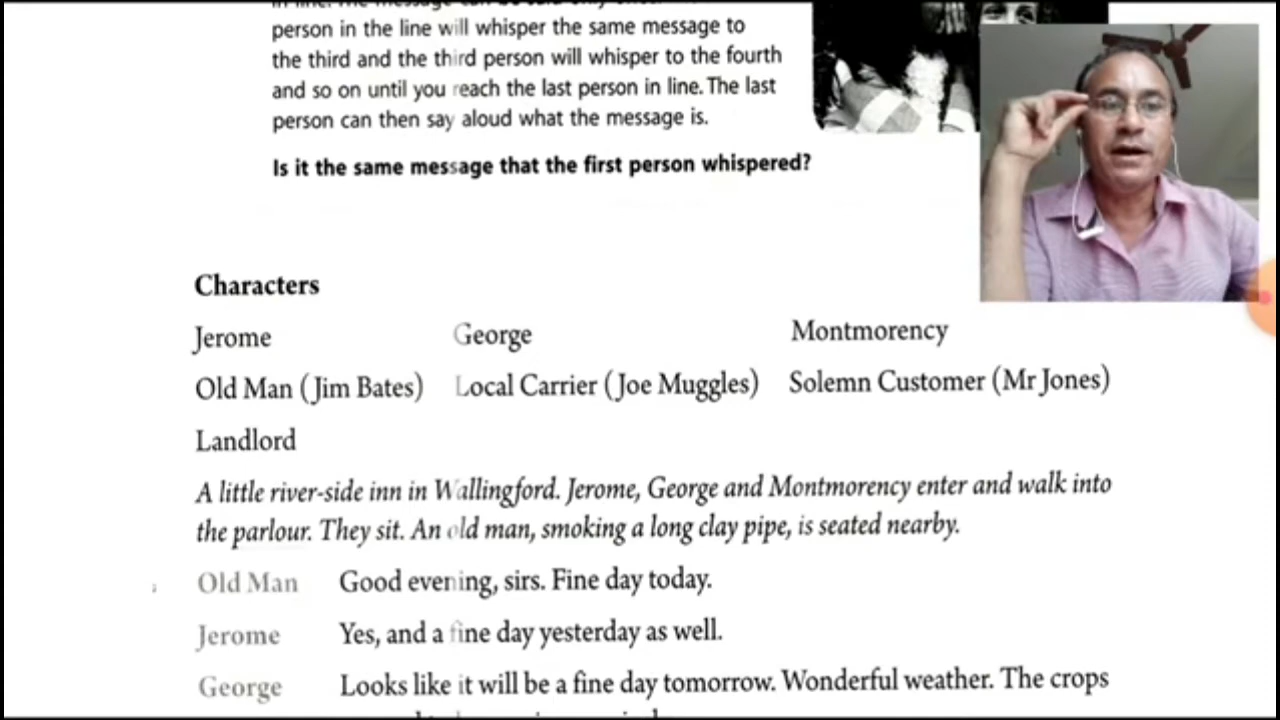 person in the line will whisper the same message to
the third and the third person will whisper to the fourth
and so on until you reach the last person in line. The last
person can then say aloud what the message is.
Is it the same message that the first person whispered?
Characters
Jerome George Montmorency
Old Man (Jim Bates) Local Carrier (Joe Muggles) Solemn Customer (Mr Jones)
Landlord
A little river-side inn in Wallingford. Jerome, George and Montmorency enter and walk into
the parlour. They sit. An old man, smoking a long clay pipe, is seated nearby.
Old Man Good evening, sirs. Fine day today.
Jerome Yes, and a fine day yesterday as well.
George Looks like it will be a fine day tomorrow. Wonderful weather. The crops